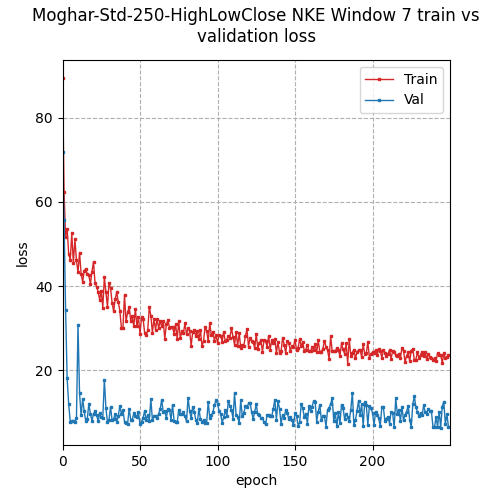 Moghar-Std-250-HighLowClose NKE Window 7 train vs
validation loss
Train
Val
80
60
40
20
loss
0
50
100
150
200
epoch